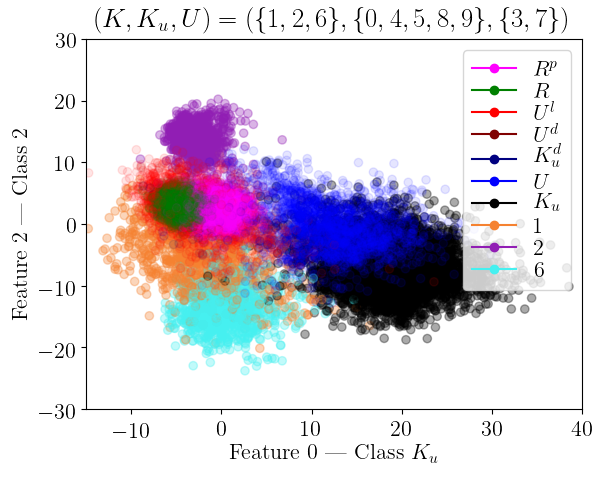 (K, K_u, U) = ({1, 2, 6}, {0, 4, 5, 8, 9}, {3, 7})
30
20
10
0
−10
−20
−30
Feature 2 — Class 2
R^p
R
U^l
U^d
K_u^d
U
K_u
1
2
6
−10 0 10 20 30 40
Feature 0 — Class K_u